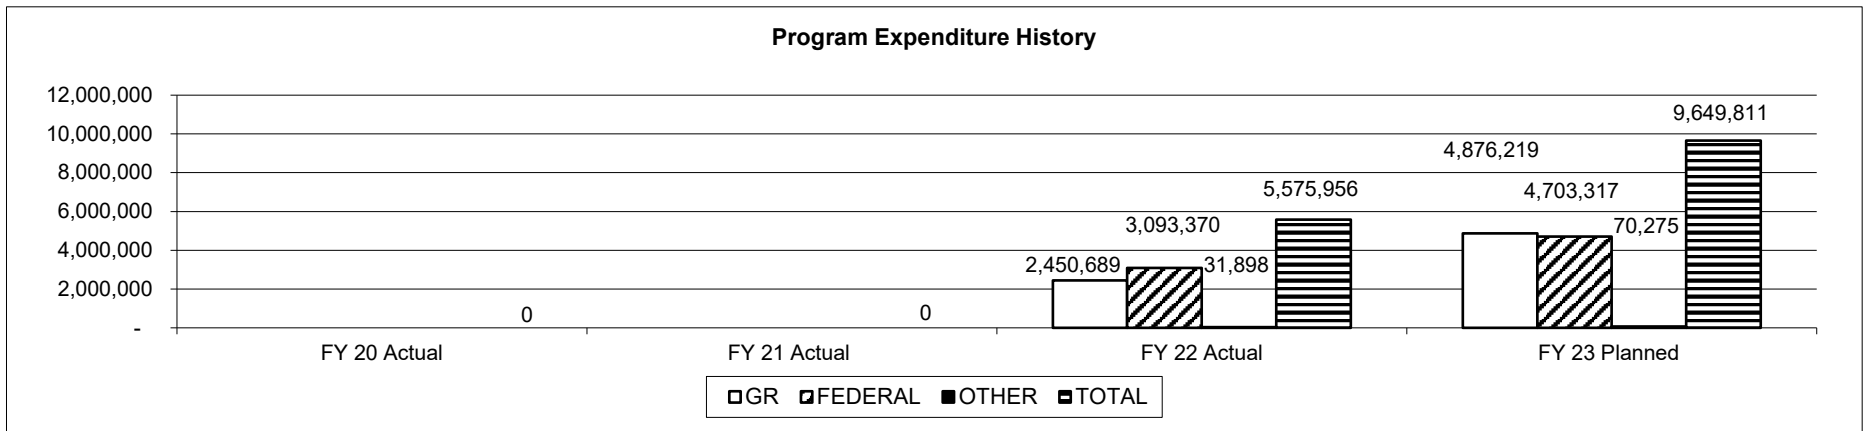 Program Expenditure History
12,000,000
10,000,000
8,000,000
6,000,000
4,000,000
2,000,000
-
0
0
2,450,689
3,093,370
31,898
5,575,956
4,876,219
4,703,317
70,275
9,649,811
FY 20 Actual
FY 21 Actual
FY 22 Actual
FY 23 Planned
GR FEDERAL OTHER TOTAL